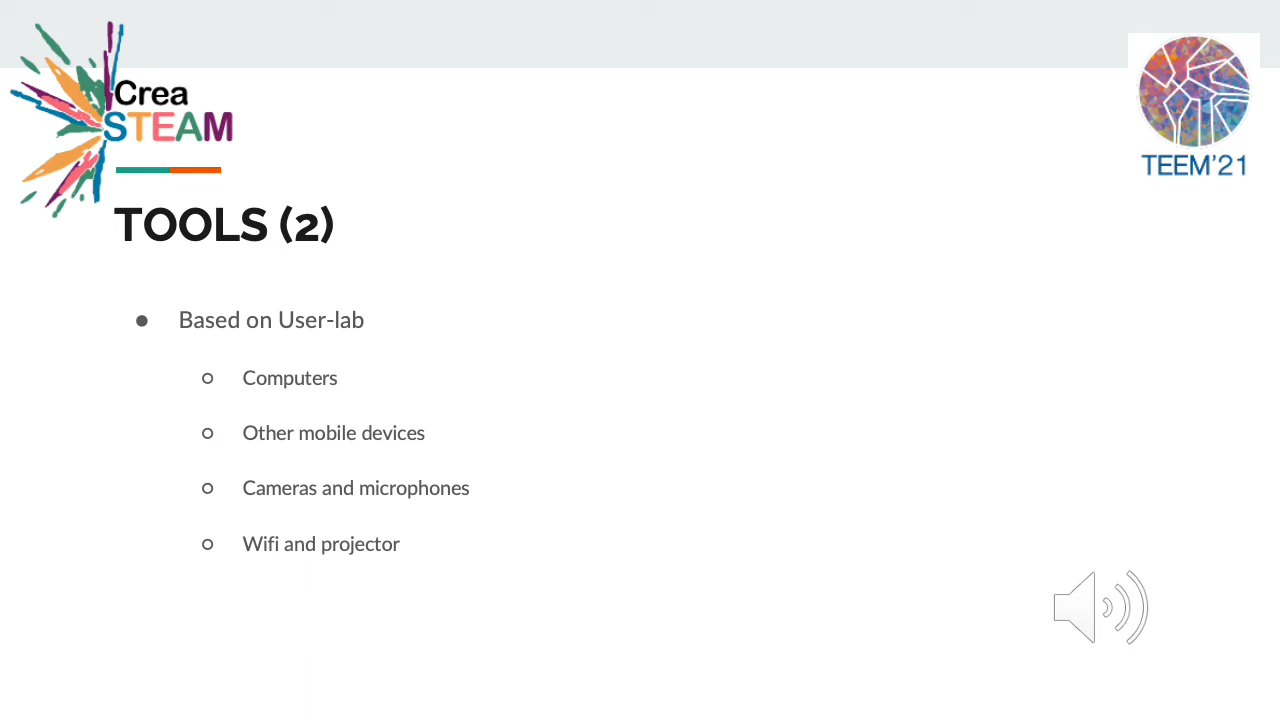 Crea
STEAM
TEEM'21
TOOLS (2)
● Based on User-lab
○ Computers
○ Other mobile devices
○ Cameras and microphones
○ Wifi and projector